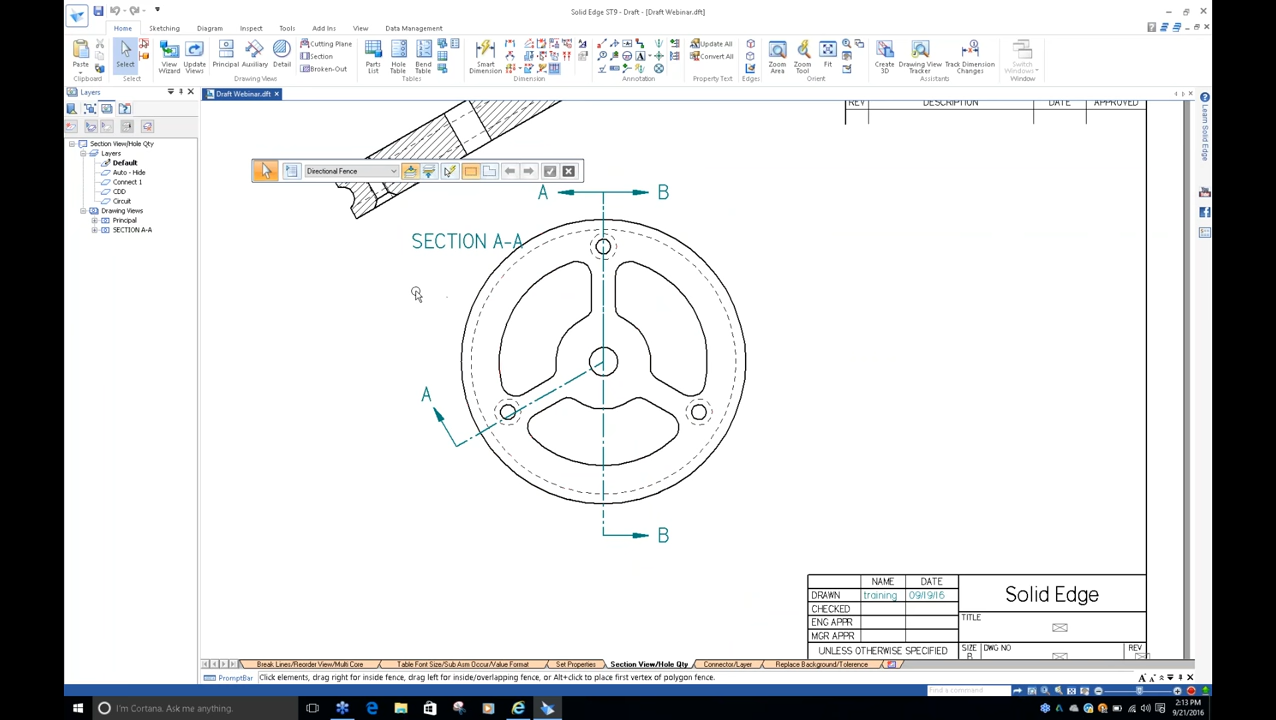 Solid Edge ST9 - Draft - [Draft Webinar.dft]
Home Sketching Diagram Inspect Tools Add Ins View Data Management
Paste Select View Wizard Update Views Principal Auxiliary Detail Cutting Plane Section Broken-Out Parts List Hole Table Bend Table Smart Dimension Update All Convert All Zoom Area Zoom Tool Fit Create 3D Drawing View Tracker Track Dimension Changes Switch Windows
Clipboard Select Drawing Views Tables Dimension Annotation Property Text Edges Orient Assistants Window
Layers
Draft Webinar.dft
Learn Solid Edge
Section View/Hole Qty
Layers
Default
Auto - Hide
Connect 1
CDD
Circuit
Drawing Views
Principal
SECTION A-A
Directional Fence
REV DESCRIPTION DATE APPROVED
A B
SECTION A-A
A
B
NAME DATE
DRAWN training 09/19/16
CHECKED
ENG APPR
MGR APPR
UNLESS OTHERWISE SPECIFIED
Solid Edge
TITLE
SIZE DWG NO REV
B
Break Lines/Reorder View/Multi Core Table Font Size/Sub Asm Occur/Value Format Set Properties Section View/Hole Qty Connector/Layer Replace Background/Tolerence
PromptBar Click elements, drag right for inside fence, drag left for inside/overlapping fence, or Alt+click to place first vertex of polygon fence.
Find a command
I'm Cortana. Ask me anything.
2:13 PM
9/21/2016